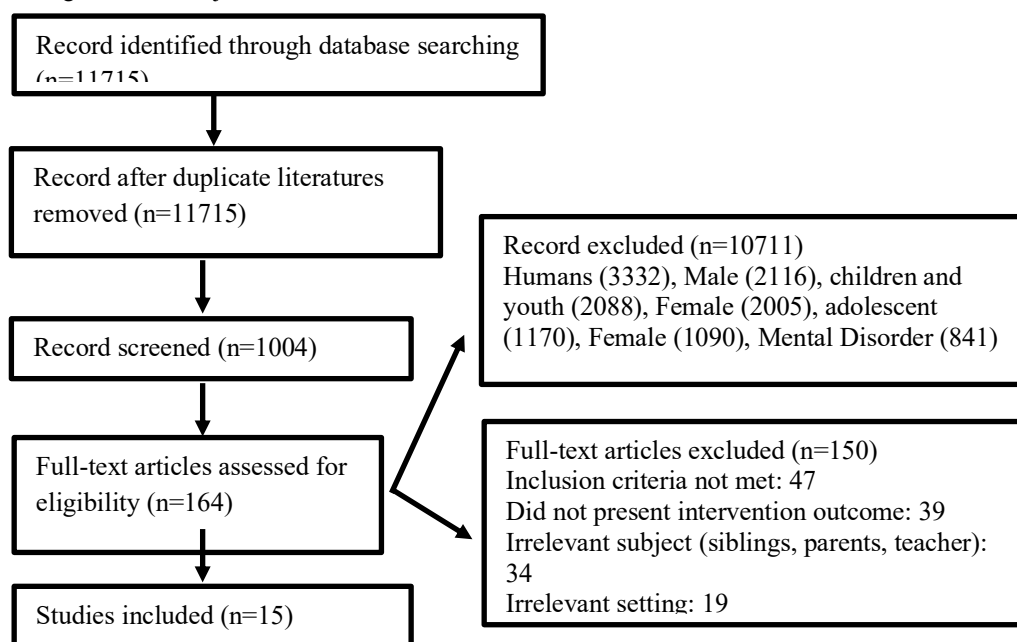 Record identified through database searching
(n=11715)
Record after duplicate literatures
removed (n=11715)
Record excluded (n=10711)
Humans (3332), Male (2116), children and
youth (2088), Female (2005), adolescent
(1170), Female (1090), Mental Disorder (841)
Record screened (n=1004)
Full-text articles assessed for
eligibility (n=164)
Full-text articles excluded (n=150)
Inclusion criteria not met: 47
Did not present intervention outcome: 39
Irrelevant subject (siblings, parents, teacher):
34
Irrelevant setting: 19
Studies included (n=15)